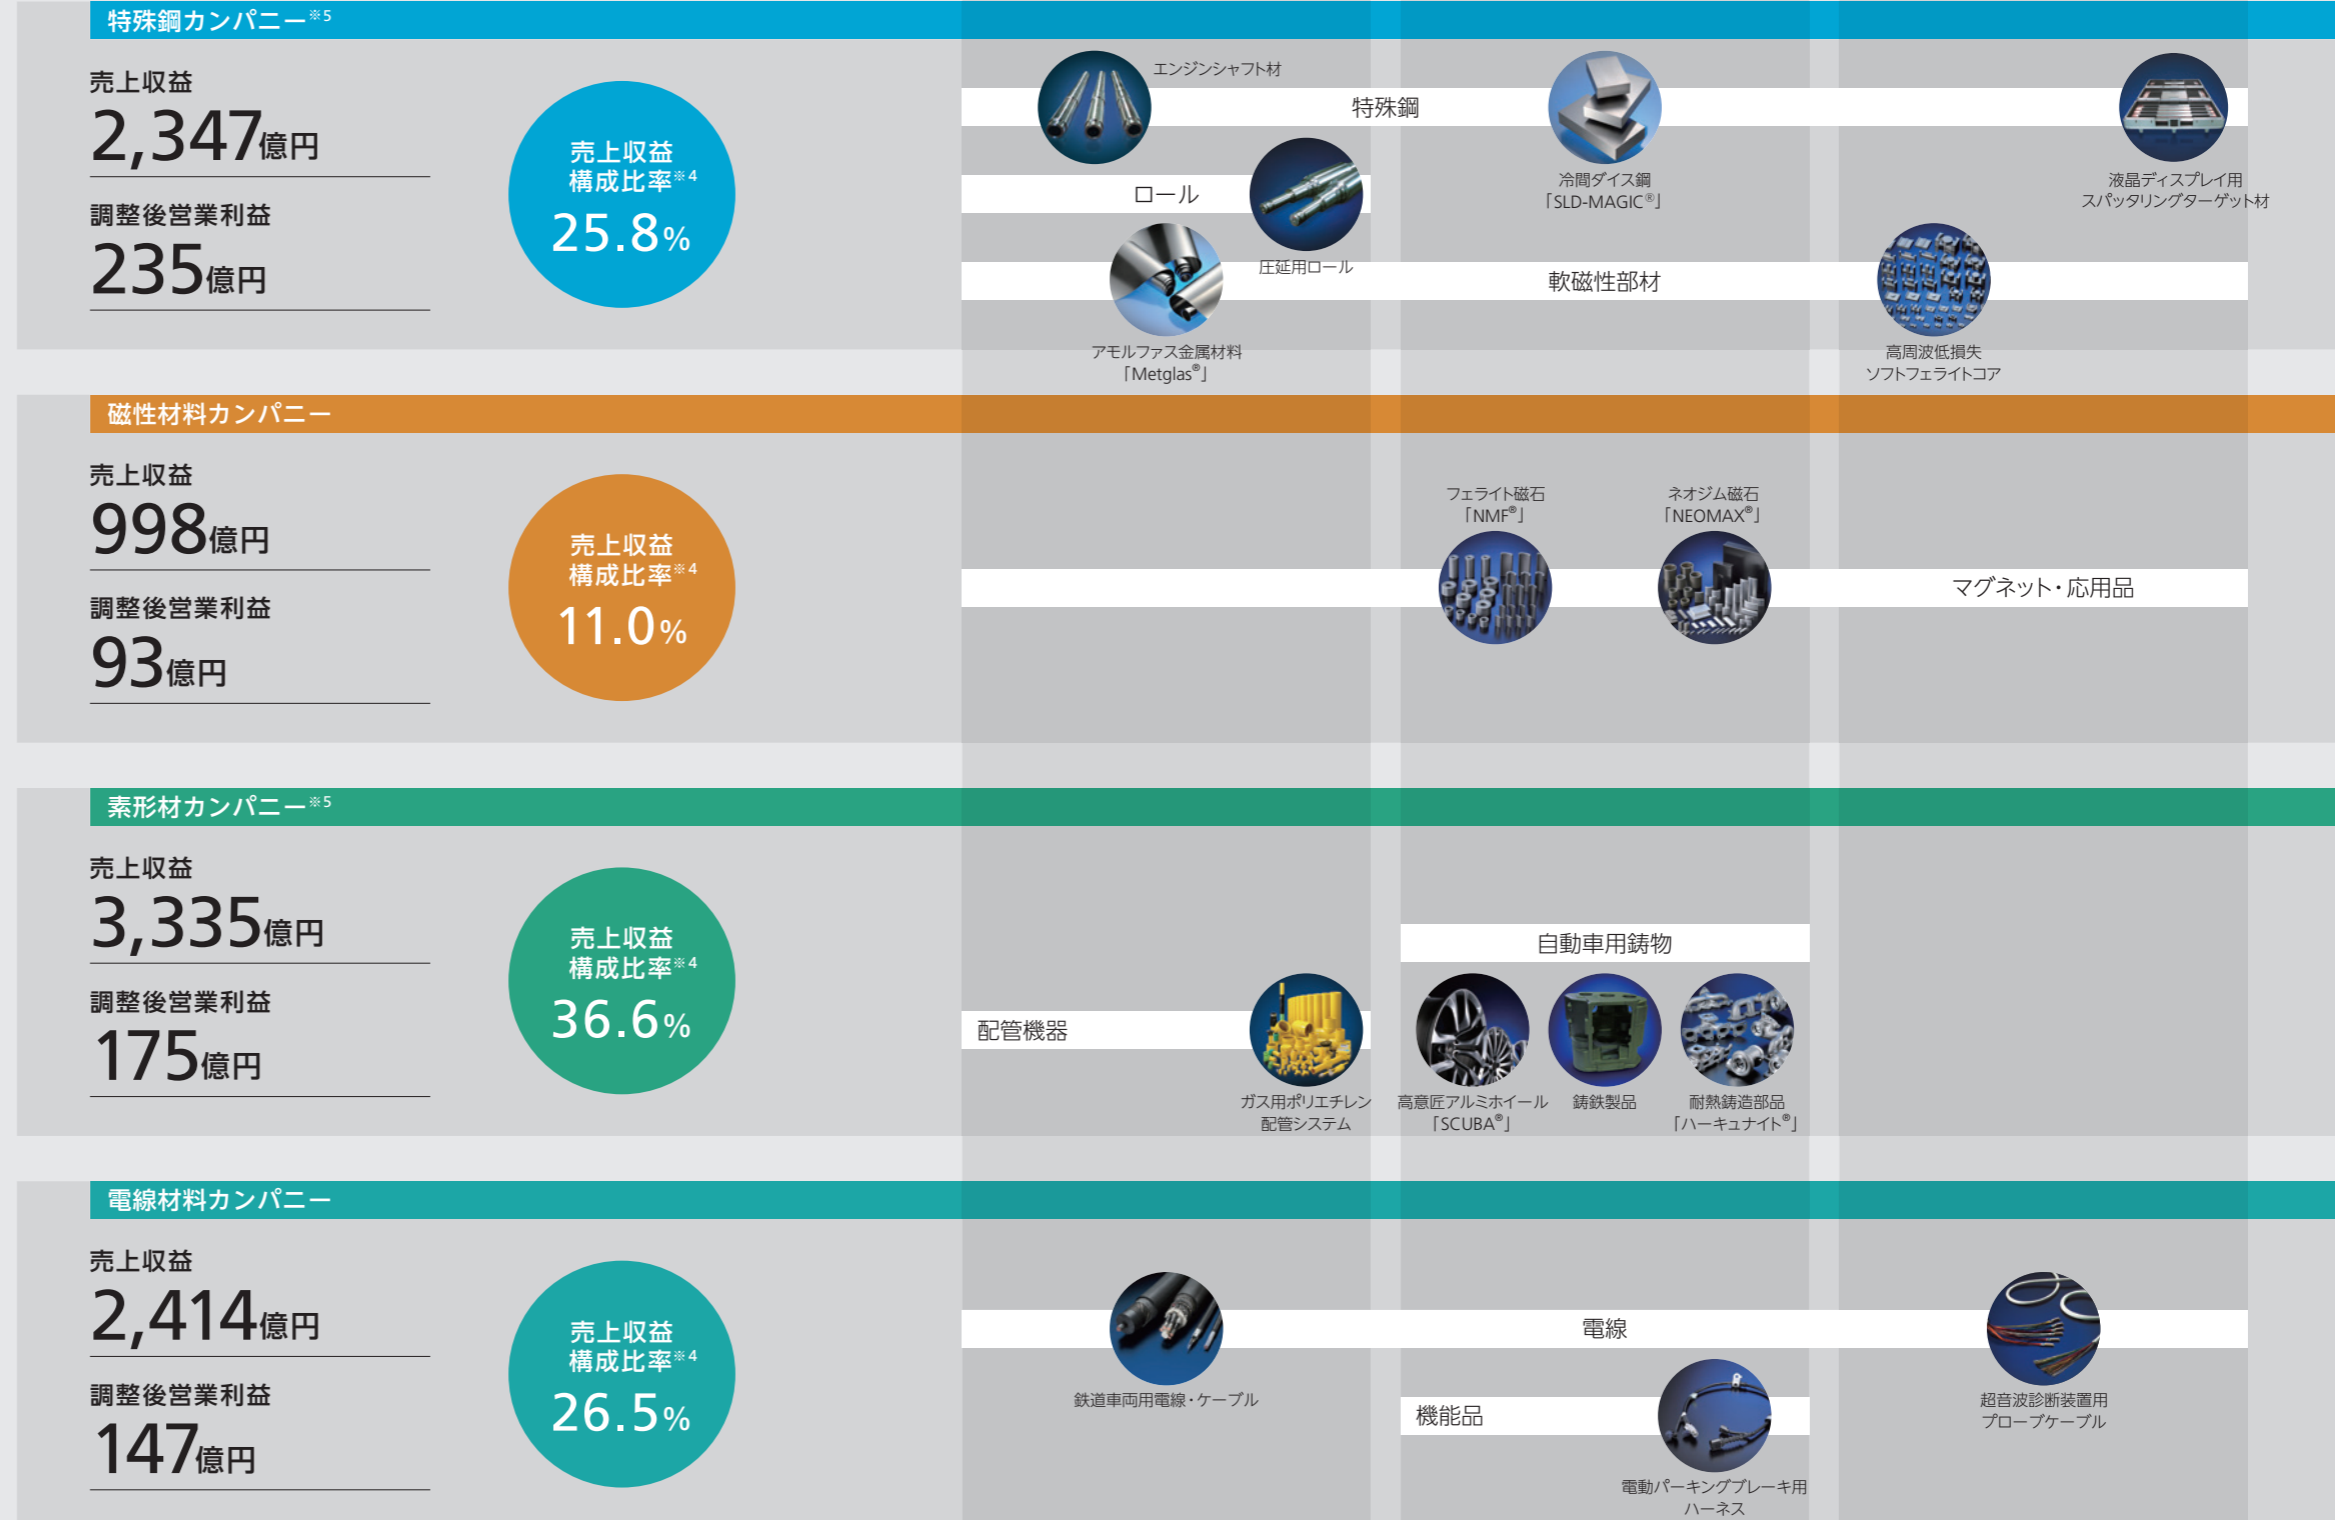 特殊鋼カンパニー※5
売上収益
2,347億円
調整後営業利益
235億円
売上収益
構成比率※4
25.8%
エンジンシャフト材
特殊鋼
冷間ダイス鋼
「SLD-MAGIC®」
液晶ディスプレイ用
スパッタリングターゲット材
ロール
圧延用ロール
軟磁性部材
アモルファス金属材料
「Metglas®」
高周波低損失
ソフトフェライトコア
磁性材料カンパニー
売上収益
998億円
調整後営業利益
93億円
売上収益
構成比率※4
11.0%
フェライト磁石
「NMF®」
ネオジム磁石
「NEOMAX®」
マグネット・応用品
素形材カンパニー※5
売上収益
3,335億円
調整後営業利益
175億円
売上収益
構成比率※4
36.6%
自動車用鋳物
配管機器
ガス用ポリエチレン
配管システム
高意匠アルミホイール
「SCUBA®」
鋳鉄製品
耐熱鋳造部品
「ハーキュナイト®」
電線材料カンパニー
売上収益
2,414億円
調整後営業利益
147億円
売上収益
構成比率※4
26.5%
電線
鉄道車両用電線・ケーブル
超音波診断装置用
プローブケーブル
機能品
電動パーキングブレーキ用
ハーネス